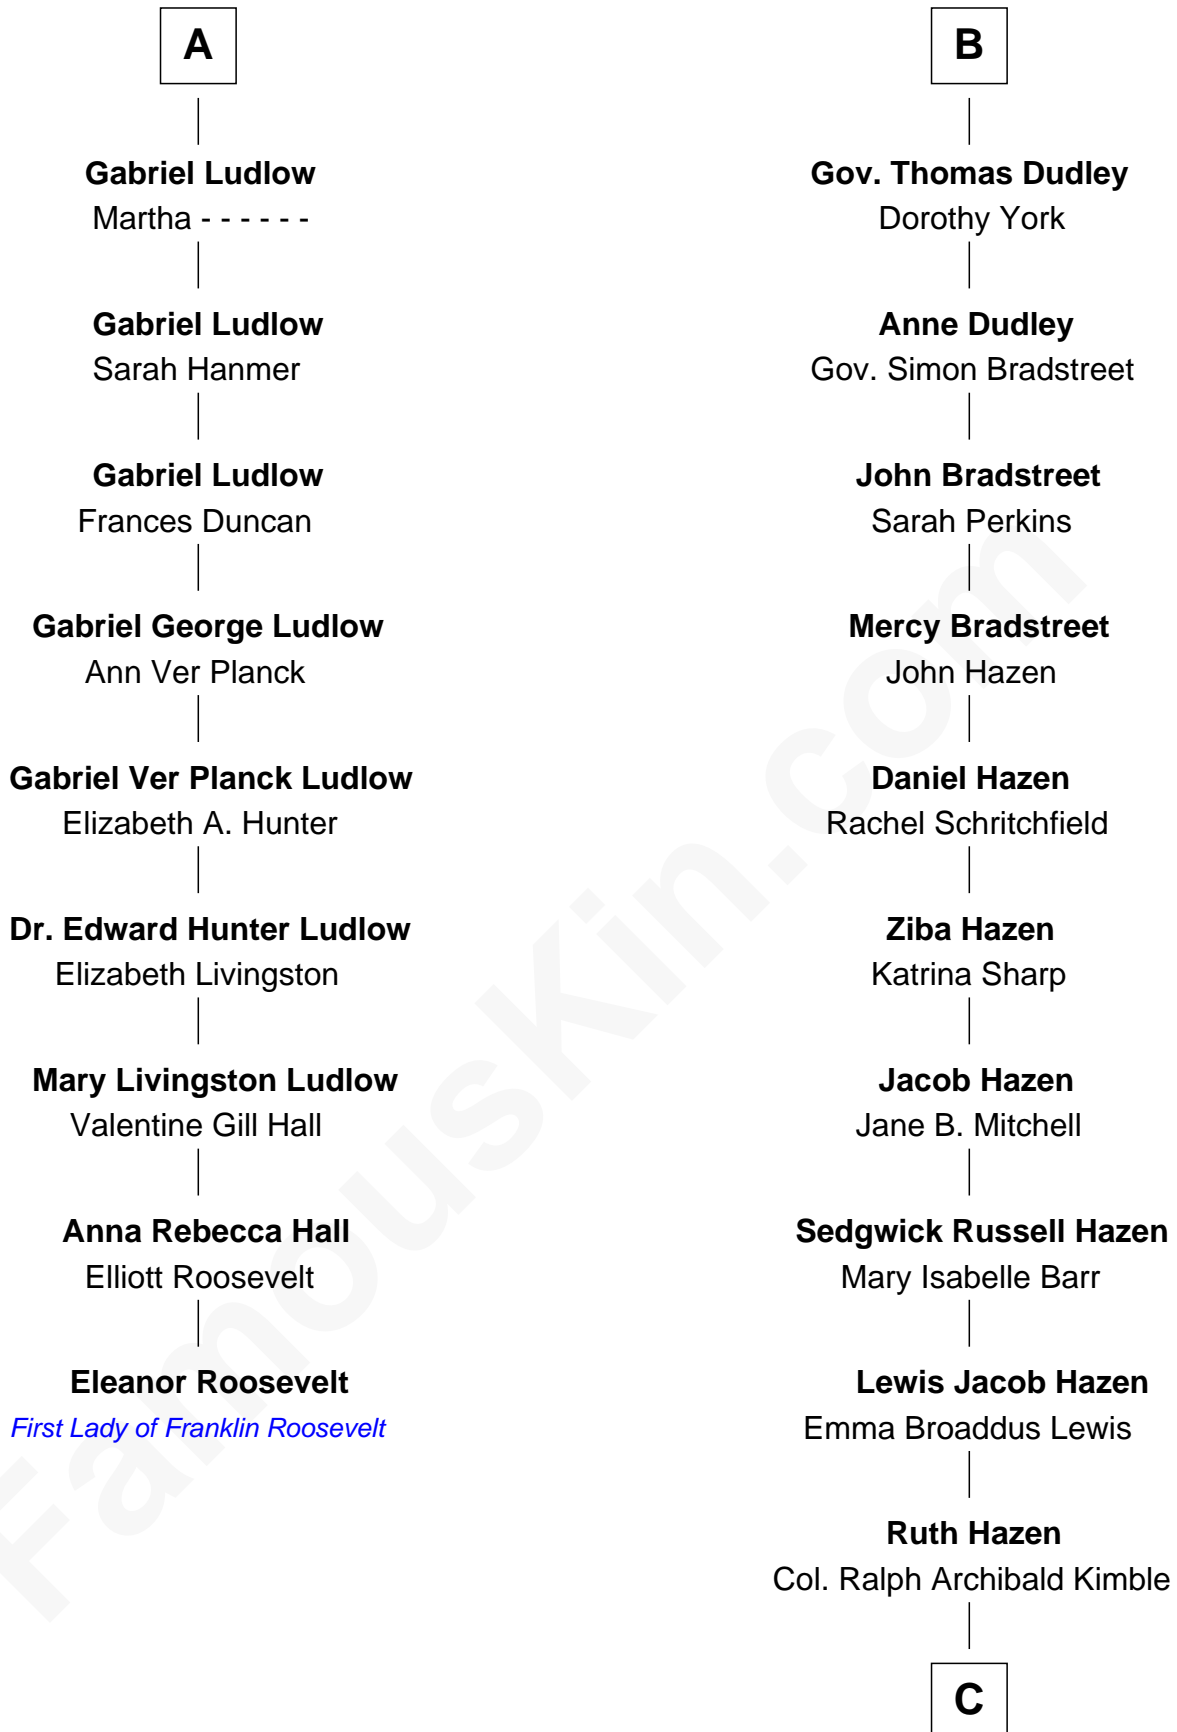 A
Gabriel Ludlow
Martha - - - - - -
Gabriel Ludlow
Sarah Hanmer
Gabriel Ludlow
Frances Duncan
Gabriel George Ludlow
Ann Ver Planck
Gabriel Ver Planck Ludlow
Elizabeth A. Hunter
Dr. Edward Hunter Ludlow
Elizabeth Livingston
Mary Livingston Ludlow
Valentine Gill Hall
Anna Rebecca Hall
Elliott Roosevelt
Eleanor Roosevelt
First Lady of Franklin Roosevelt
B
Gov. Thomas Dudley
Dorothy York
Anne Dudley
Gov. Simon Bradstreet
John Bradstreet
Sarah Perkins
Mercy Bradstreet
John Hazen
Daniel Hazen
Rachel Schritchfield
Ziba Hazen
Katrina Sharp
Jacob Hazen
Jane B. Mitchell
Sedgwick Russell Hazen
Mary Isabelle Barr
Lewis Jacob Hazen
Emma Broaddus Lewis
Ruth Hazen
Col. Ralph Archibald Kimble
C
FamousKin.com